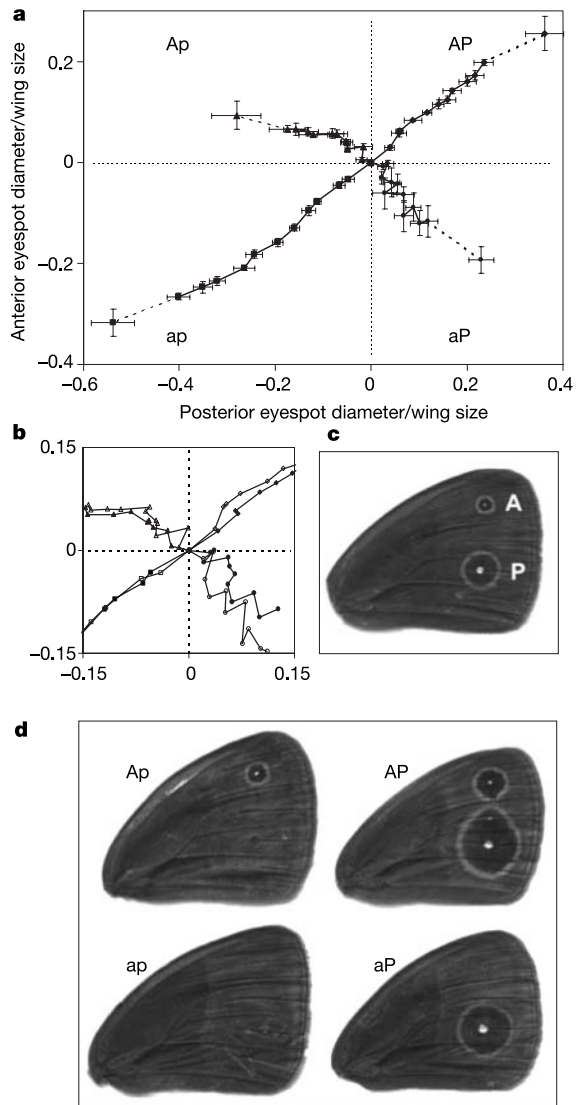 a
Ap
AP
0.2
0
−0.2
−0.4
ap
aP
−0.6
−0.4
−0.2
0
0.2
0.4
Anterior eyespot diameter/wing size
Posterior eyespot diameter/wing size
b
0.15
0
−0.15
−0.15
0
0.15
c
A
P
d
Ap
AP
ap
aP